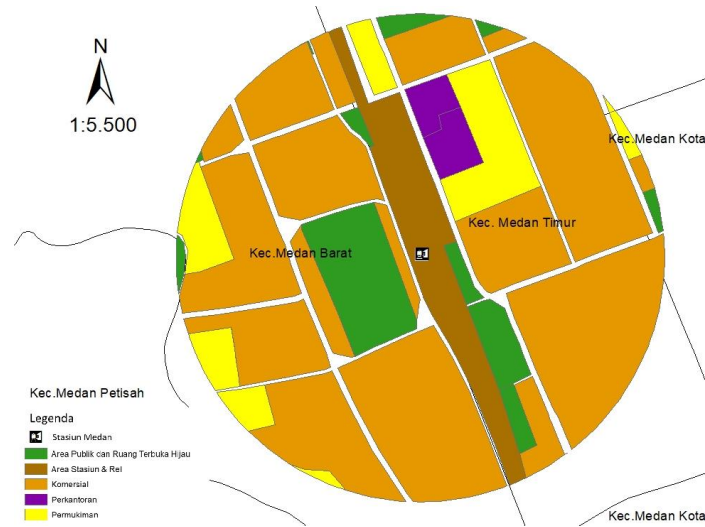 N
1:5.500
Kec.Medan Kota
Kec. Medan Timur
Kec.Medan Barat
Kec.Medan Petisah
Legenda
Stasiun Medan
Area Publik dan Ruang Terbuka Hijau
Area Stasiun & Rel
Komersial
Perkantoran
Permukiman
Kec.Medan Kota